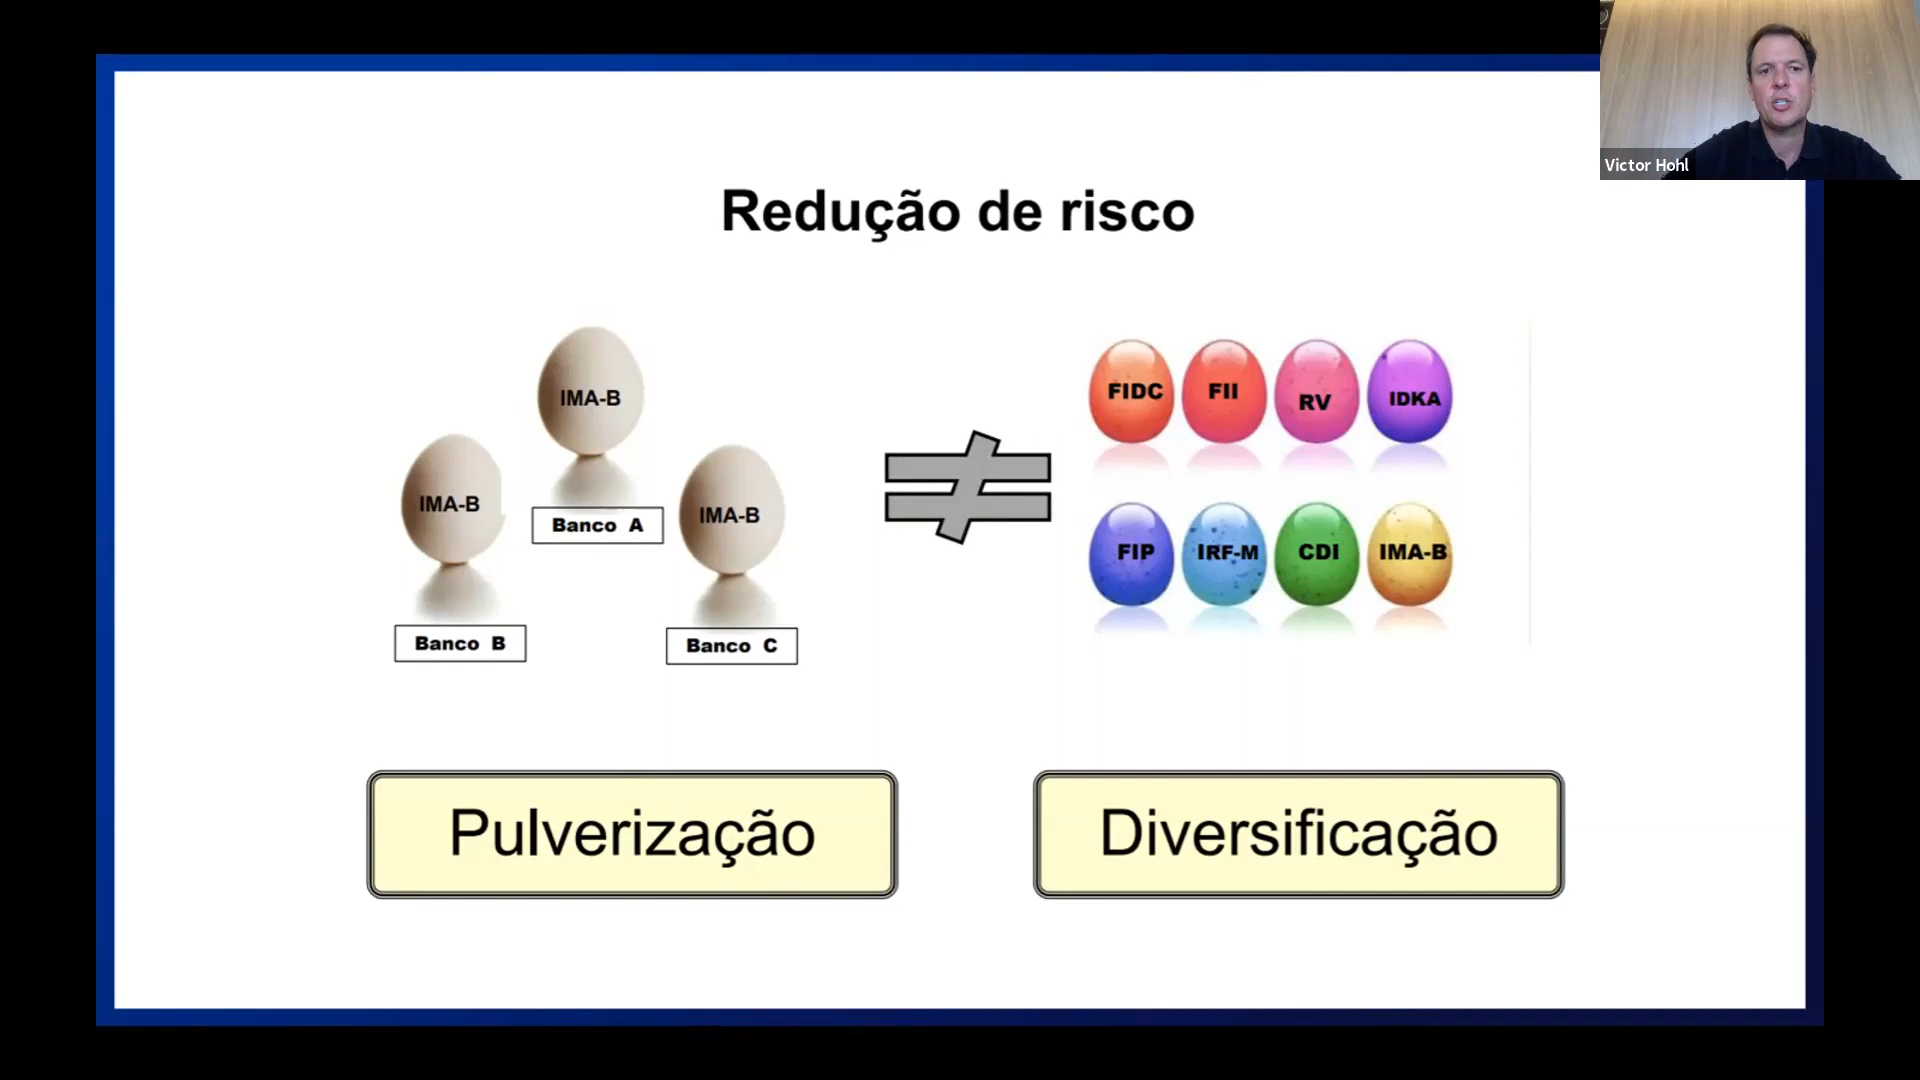 Victor Hohl
Redução de risco
IMA-B
IMA-B
IMA-B
Banco A
Banco B
Banco C
FIDC FII RV IDKA
FIP IRF-M CDI IMA-B
Pulverização
Diversificação